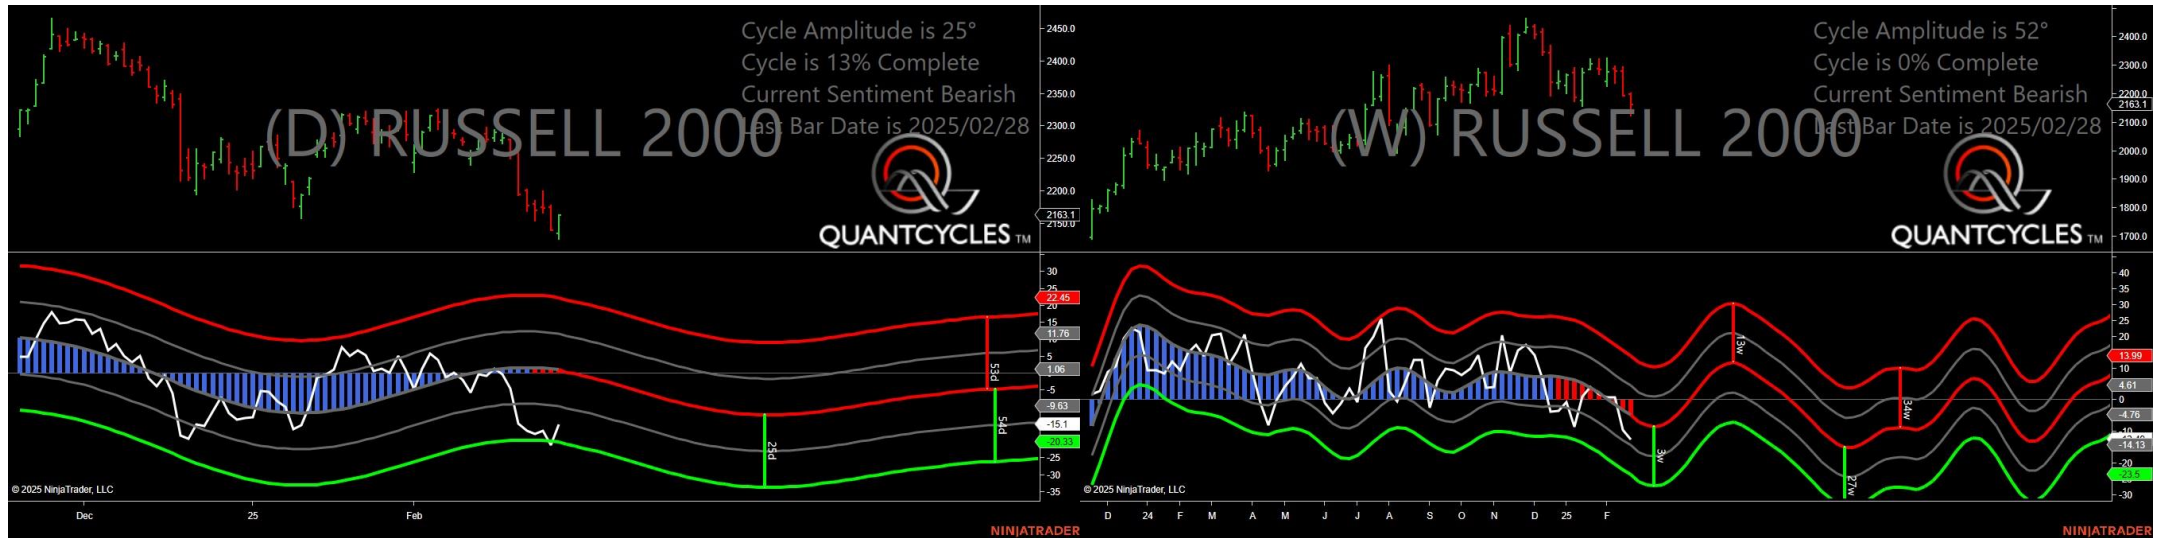 Cycle Amplitude is 25°
Cycle is 13% Complete
Current Sentiment Bearish
Last Bar Date is 2025/02/28
(D) RUSSELL 2000
QUANTCYCLES TM
2450.0
2400.0
2350.0
2300.0
2250.0
2200.0
2163.1
2150.0
30
25
22.45
20
15
11.76
5
1.06
-5
-9.63
-15.1
-20.33
-25
-30
-35
53d
54d
25d
© 2025 NinjaTrader, LLC
Dec
25
Feb
NINJATRADER
Cycle Amplitude is 52°
Cycle is 0% Complete
Current Sentiment Bearish
Last Bar Date is 2025/02/28
(W) RUSSELL 2000
QUANTCYCLES TM
2400.0
2300.0
2200.0
2163.1
2100.0
2000.0
1900.0
1800.0
1700.0
40
35
30
25
20
13.99
10
4.61
0
-4.76
-14.13
-20
-23.5
-30
13w
34w
3w
27w
© 2025 NinjaTrader, LLC
D
24
F
M
A
M
J
J
A
S
O
N
D
25
F
NINJATRADER